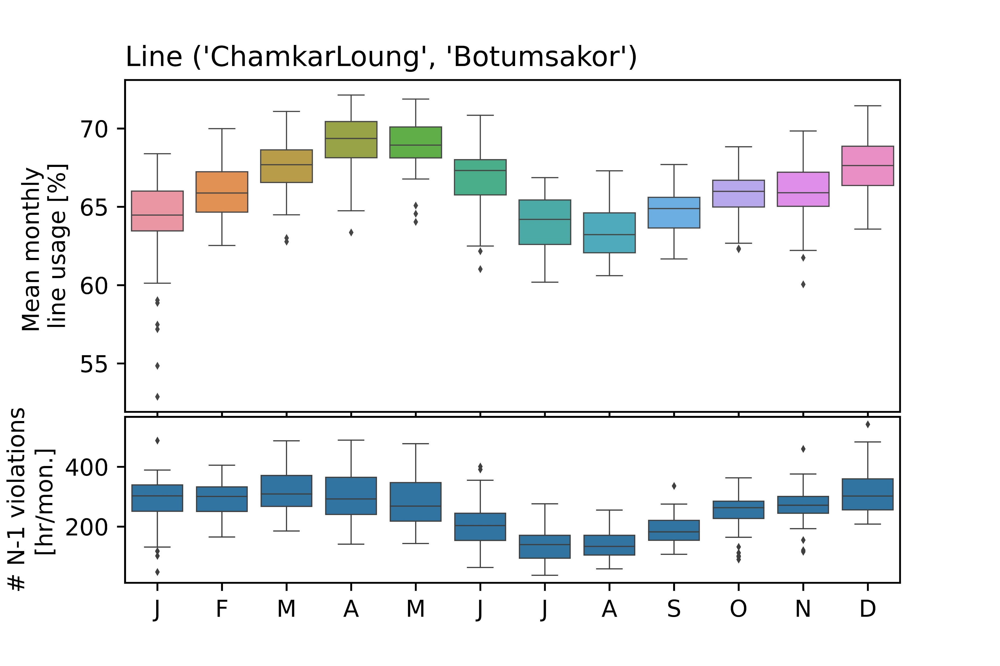 Line ('ChamkarLoung', 'Botumsakor')
Mean monthly
line usage [%]
70
65
60
55
# N-1 violations
[hr/mon.]
400
200
J F M A M J J A S O N D